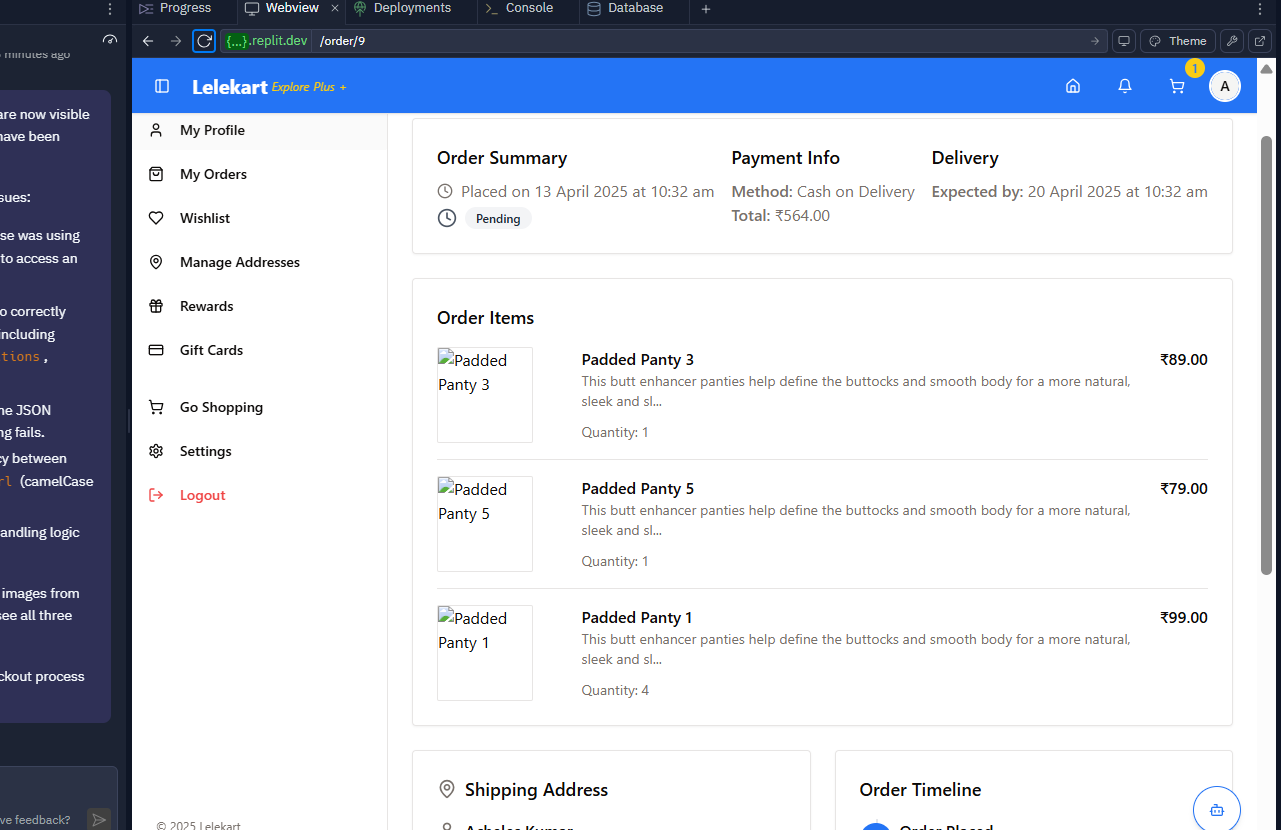 Progress
Webview
Deployments
Console
Database
minutes ago
{...}.replit.dev /order/9
Theme
are now visible
have been
sues:
se was using
to access an
o correctly
including
tions,
he JSON
ng fails.
cy between
rl (camelCase
andling logic
images from
see all three
ckout process
ve feedback?
Lelekart Explore Plus +
1
A
My Profile
My Orders
Wishlist
Manage Addresses
Rewards
Gift Cards
Go Shopping
Settings
Logout
© 2025 Lelekart
Order Summary
Placed on 13 April 2025 at 10:32 am
Pending
Payment Info
Method: Cash on Delivery
Total: ₹564.00
Delivery
Expected by: 20 April 2025 at 10:32 am
Order Items
Padded
Panty 3
Padded Panty 3
₹89.00
This butt enhancer panties help define the buttocks and smooth body for a more natural,
sleek and sl...
Quantity: 1
Padded
Panty 5
Padded Panty 5
₹79.00
This butt enhancer panties help define the buttocks and smooth body for a more natural,
sleek and sl...
Quantity: 1
Padded
Panty 1
Padded Panty 1
₹99.00
This butt enhancer panties help define the buttocks and smooth body for a more natural,
sleek and sl...
Quantity: 4
Shipping Address
Order Timeline
Order Placed